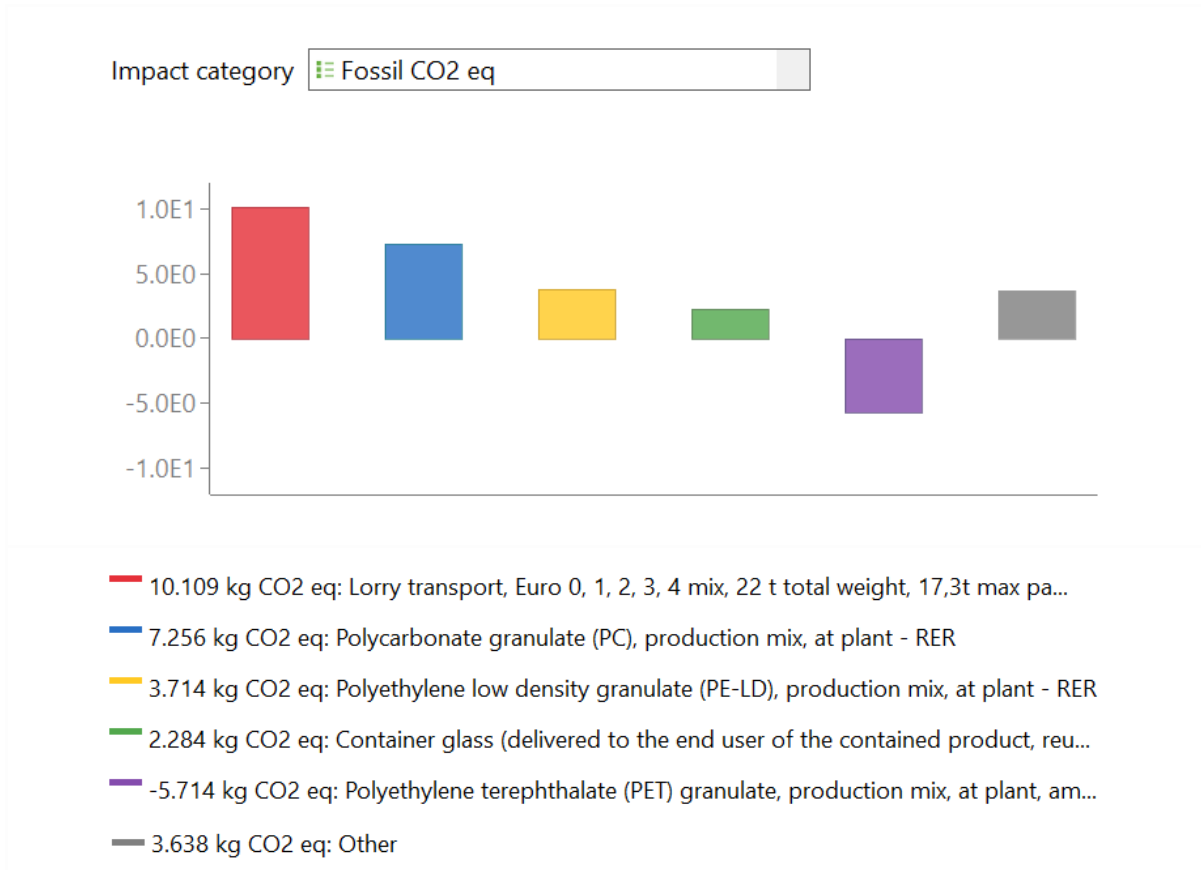 Impact category Fossil CO2 eq
1.0E1
5.0E0
0.0E0
-5.0E0
-1.0E1
10.109 kg CO2 eq: Lorry transport, Euro 0, 1, 2, 3, 4 mix, 22 t total weight, 17,3t max pa...
7.256 kg CO2 eq: Polycarbonate granulate (PC), production mix, at plant - RER
3.714 kg CO2 eq: Polyethylene low density granulate (PE-LD), production mix, at plant - RER
2.284 kg CO2 eq: Container glass (delivered to the end user of the contained product, reu...
-5.714 kg CO2 eq: Polyethylene terephthalate (PET) granulate, production mix, at plant, am...
3.638 kg CO2 eq: Other